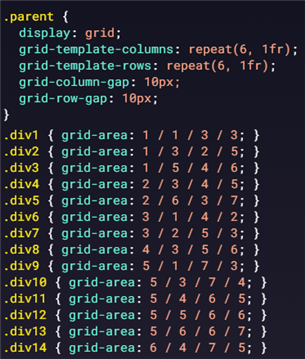 .parent {
display: grid;
grid-template-columns: repeat(6, 1fr);
grid-template-rows: repeat(6, 1fr);
grid-column-gap: 10px;
grid-row-gap: 10px;
}
.div1 { grid-area: 1 / 1 / 3 / 3; }
.div2 { grid-area: 1 / 3 / 2 / 5; }
.div3 { grid-area: 1 / 5 / 4 / 6; }
.div4 { grid-area: 2 / 3 / 4 / 5; }
.div5 { grid-area: 2 / 6 / 3 / 7; }
.div6 { grid-area: 3 / 1 / 4 / 2; }
.div7 { grid-area: 3 / 2 / 5 / 3; }
.div8 { grid-area: 4 / 3 / 5 / 6; }
.div9 { grid-area: 5 / 1 / 7 / 3; }
.div10 { grid-area: 5 / 3 / 7 / 4; }
.div11 { grid-area: 5 / 4 / 6 / 5; }
.div12 { grid-area: 5 / 5 / 6 / 6; }
.div13 { grid-area: 5 / 6 / 6 / 7; }
.div14 { grid-area: 6 / 4 / 7 / 5; }